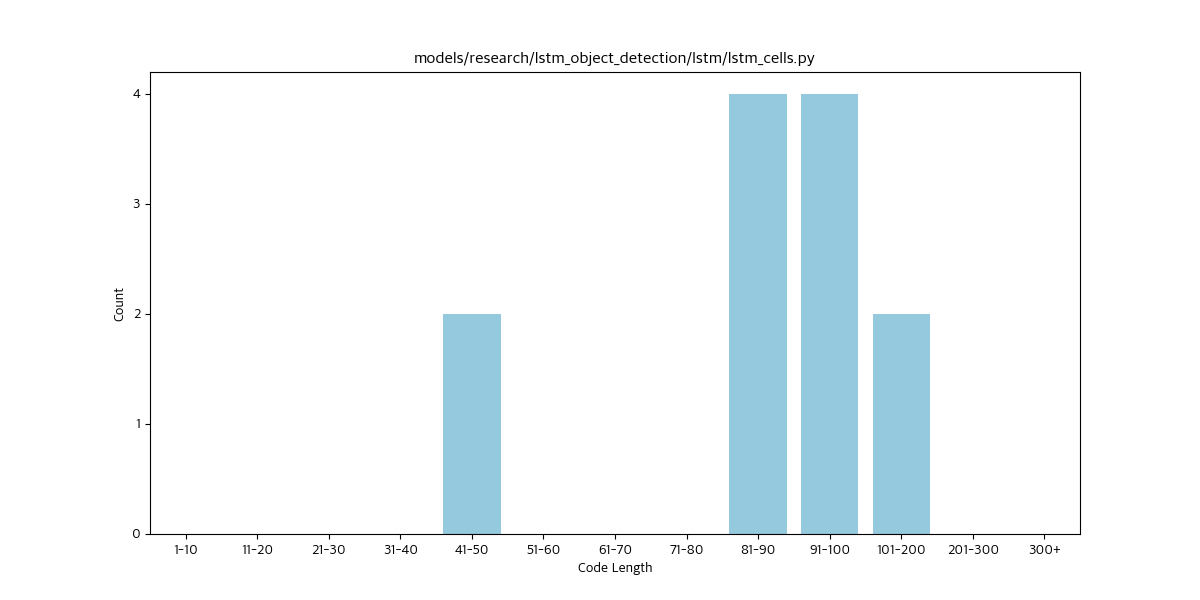 models/research/lstm_object_detection/lstm/lstm_cells.py
4
3
2
1
0
Count
1-10 11-20 21-30 31-40 41-50 51-60 61-70 71-80 81-90 91-100 101-200 201-300 300+
Code Length